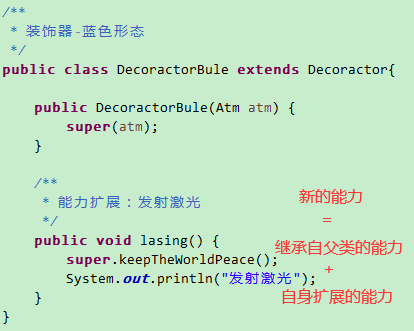 /**
 * 装饰器-蓝色形态
 */
public class DecoractorBule extends Decoractor{
public DecoractorBule(Atm atm) {
super(atm);
}
/**
 * 能力扩展：发射激光
 */
public void lasing() {
super.keepTheWorldPeace();
System.out.println("发射激光");
}
}
新的能力
=
继承自父类的能力
+
自身扩展的能力